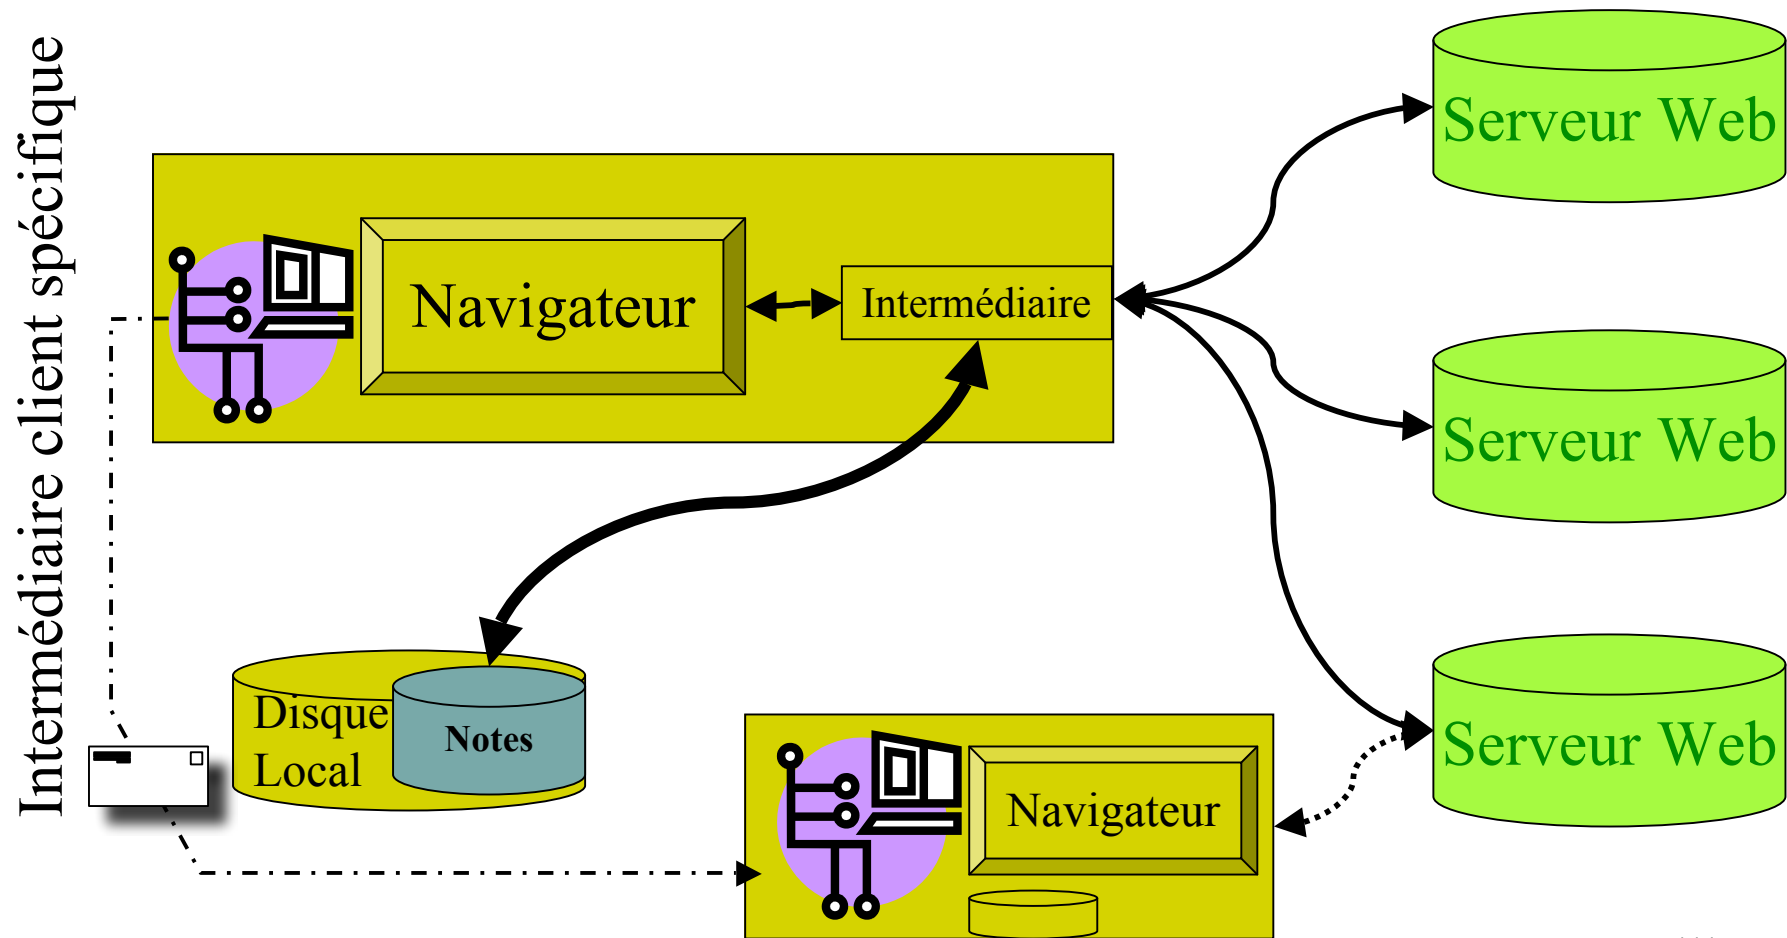 Intermédiaire client spécifique
Serveur Web
Navigateur
Intermédiaire
Serveur Web
Disque
Local
Notes
Serveur Web
Navigateur